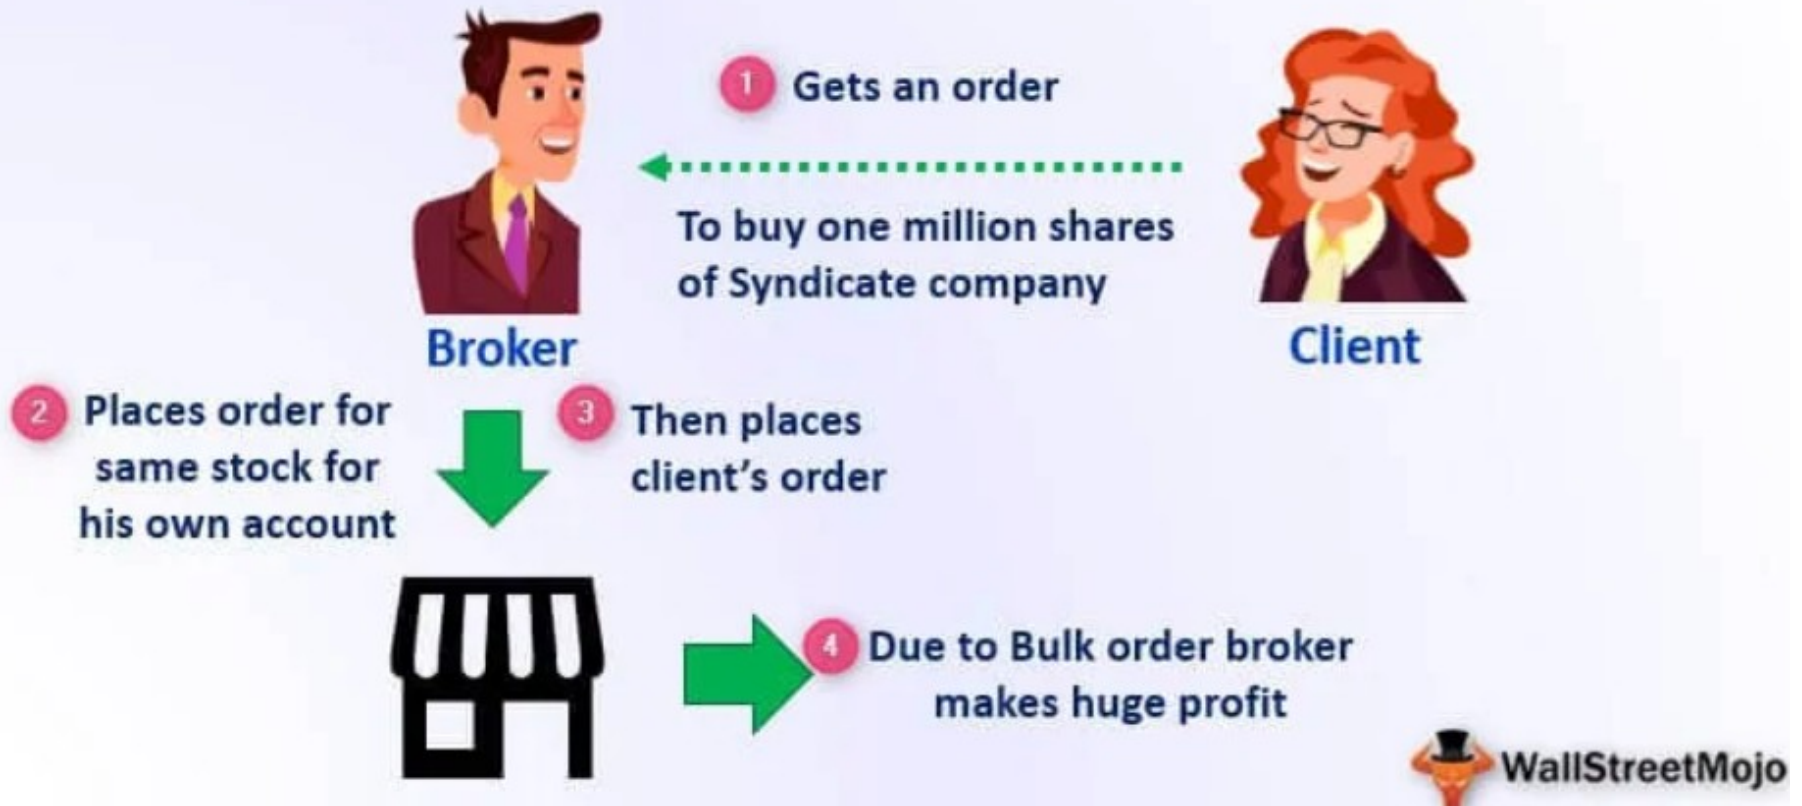 1 Gets an order
To buy one million shares
of Syndicate company
Broker
Client
2 Places order for
same stock for
his own account
3 Then places
client's order
4 Due to Bulk order broker
makes huge profit
WallStreetMojo